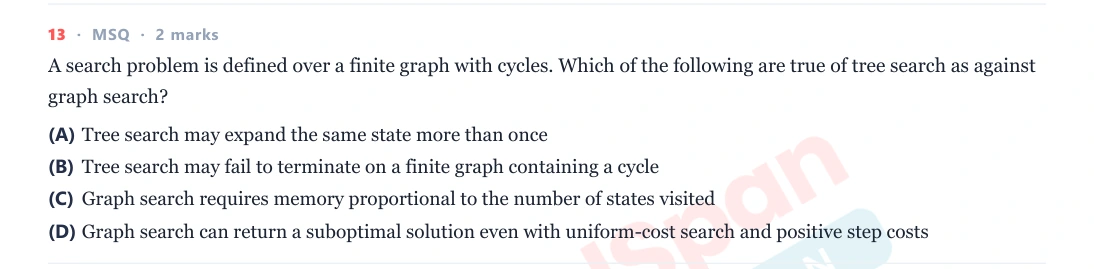 13 · MSQ · 2 marks
A search problem is defined over a finite graph with cycles. Which of the following are true of tree search as against
graph search?
(A) Tree search may expand the same state more than once
(B) Tree search may fail to terminate on a finite graph containing a cycle
(C) Graph search requires memory proportional to the number of states visited
(D) Graph search can return a suboptimal solution even with uniform-cost search and positive step costs